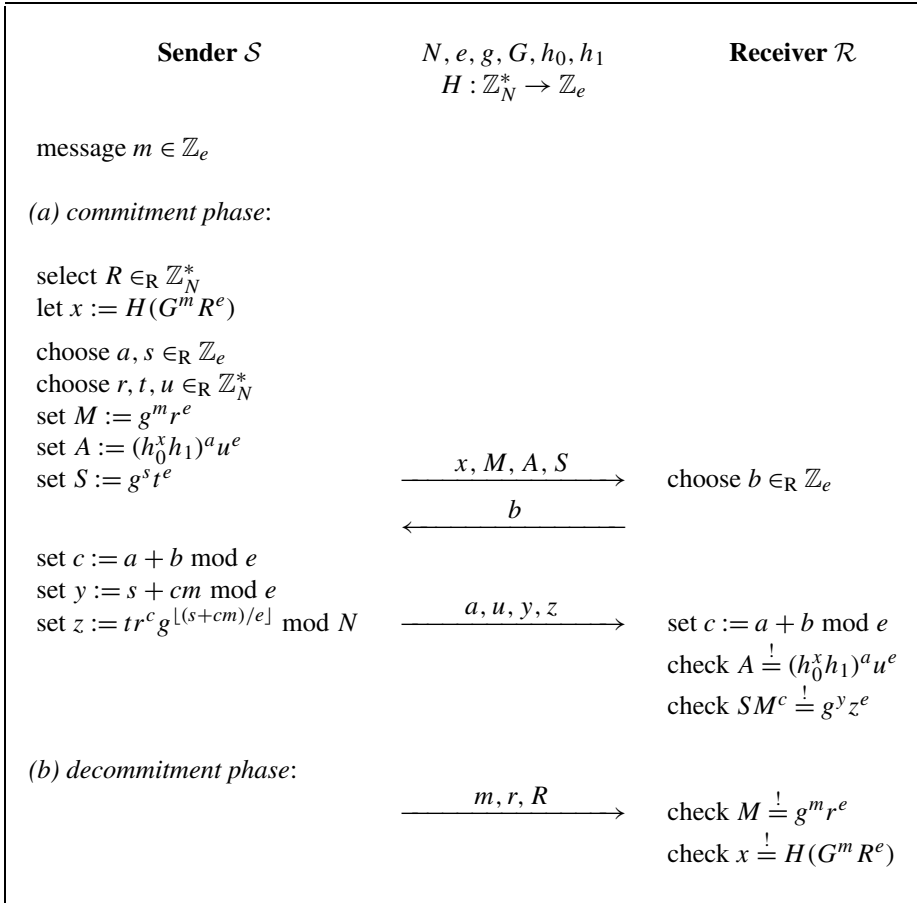 Sender 𝒮 N, e, g, G, h₀, h₁ Receiver ℛ
H : ℤ*_N → ℤ_e
message m ∈ ℤ_e
(a) commitment phase:
select R ∈_R ℤ*_N
let x := H(G^m R^e)
choose a, s ∈_R ℤ_e
choose r, t, u ∈_R ℤ*_N
set M := g^m r^e
set A := (h₀^x h₁)^a u^e
x, M, A, S
set S := g^s t^e choose b ∈_R ℤ_e
b
set c := a + b mod e
set y := s + cm mod e
a, u, y, z
set z := tr^c g^{⌊(s+cm)/e⌋} mod N set c := a + b mod e
check A =! (h₀^x h₁)^a u^e
check SM^c =! g^y z^e
(b) decommitment phase:
m, r, R
check M =! g^m r^e
check x =! H(G^m R^e)